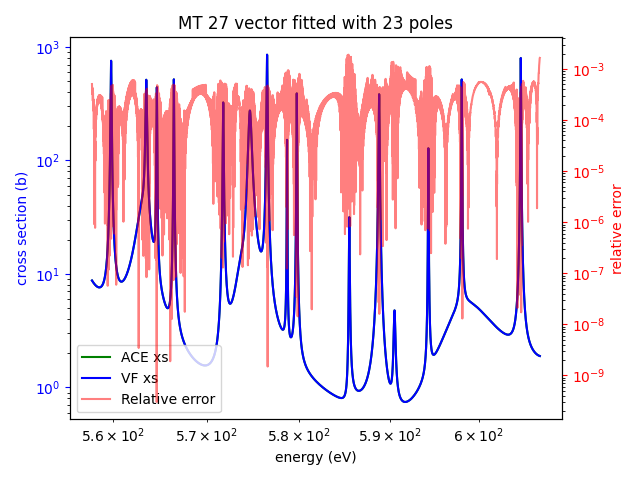 MT 27 vector fitted with 23 poles
10³
10²
10¹
10⁰
cross section (b)
10⁻³
10⁻⁴
10⁻⁵
10⁻⁶
10⁻⁷
10⁻⁸
10⁻⁹
relative error
ACE xs
VF xs
Relative error
5.6 × 10² 5.7 × 10² 5.8 × 10² 5.9 × 10² 6 × 10²
energy (eV)